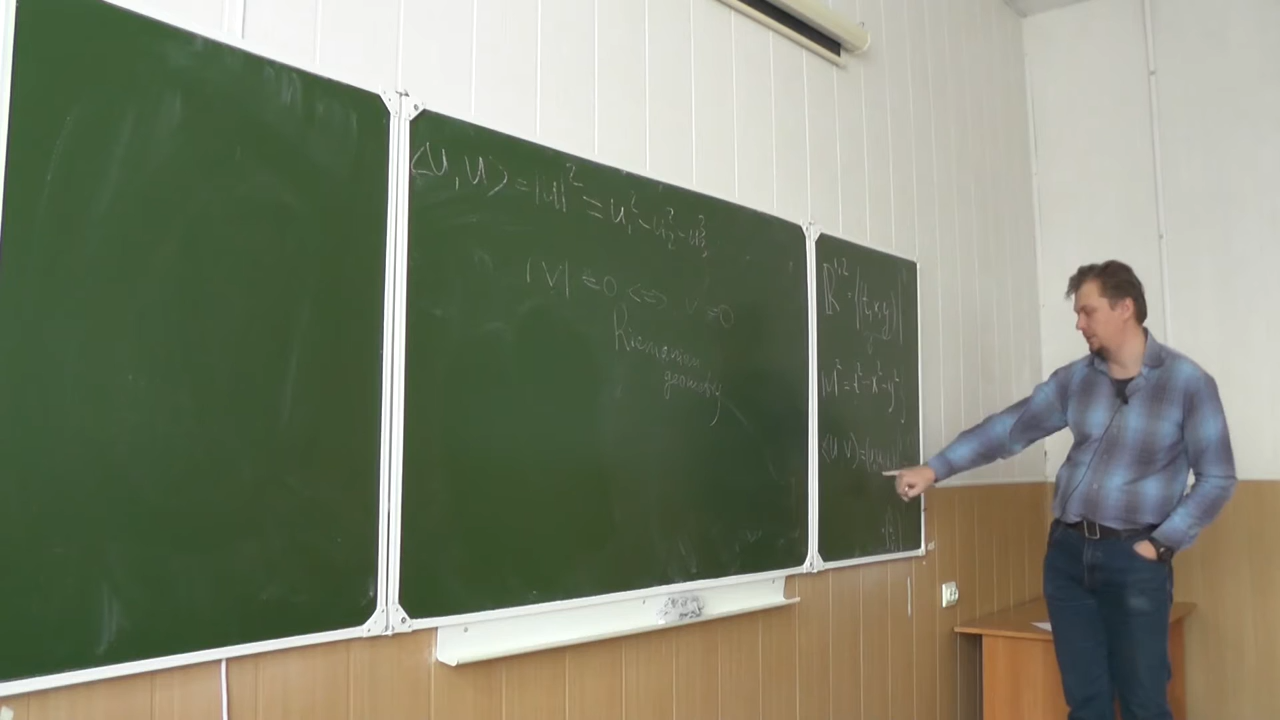 <U, U> = |U|² = U₁² - U₂² - U₃²
|V| = 0 <=> V = 0
Riemannian
geometry
ℝ¹,² = {(t, x, y)}
|v|² = t² - x² - y²
<U V> =